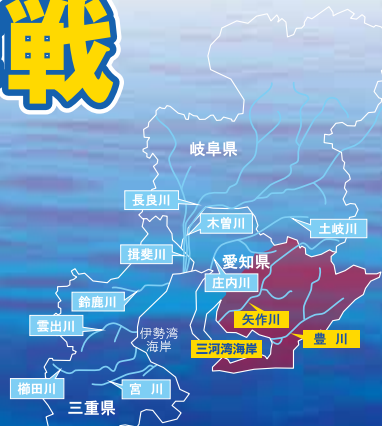 戦
岐阜県
長良川
木曽川
土岐川
揖斐川
愛知県
庄内川
鈴鹿川
矢作川
雲出川
伊勢湾
海岸
豊 川
三河湾海岸
櫛田川
宮 川
三重県